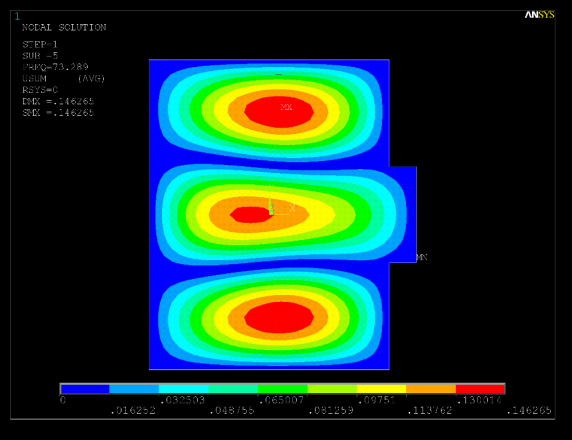 1
ANSYS
NODAL SOLUTION
STEP=1
SUB =5
FREQ=73.289
USUM (AVG)
RSYS=0
DMX =.146265
SMX =.146265
MX
MN
0 .032503 .065007 .09751 .130014
.016252 .048755 .081259 .113762 .146265